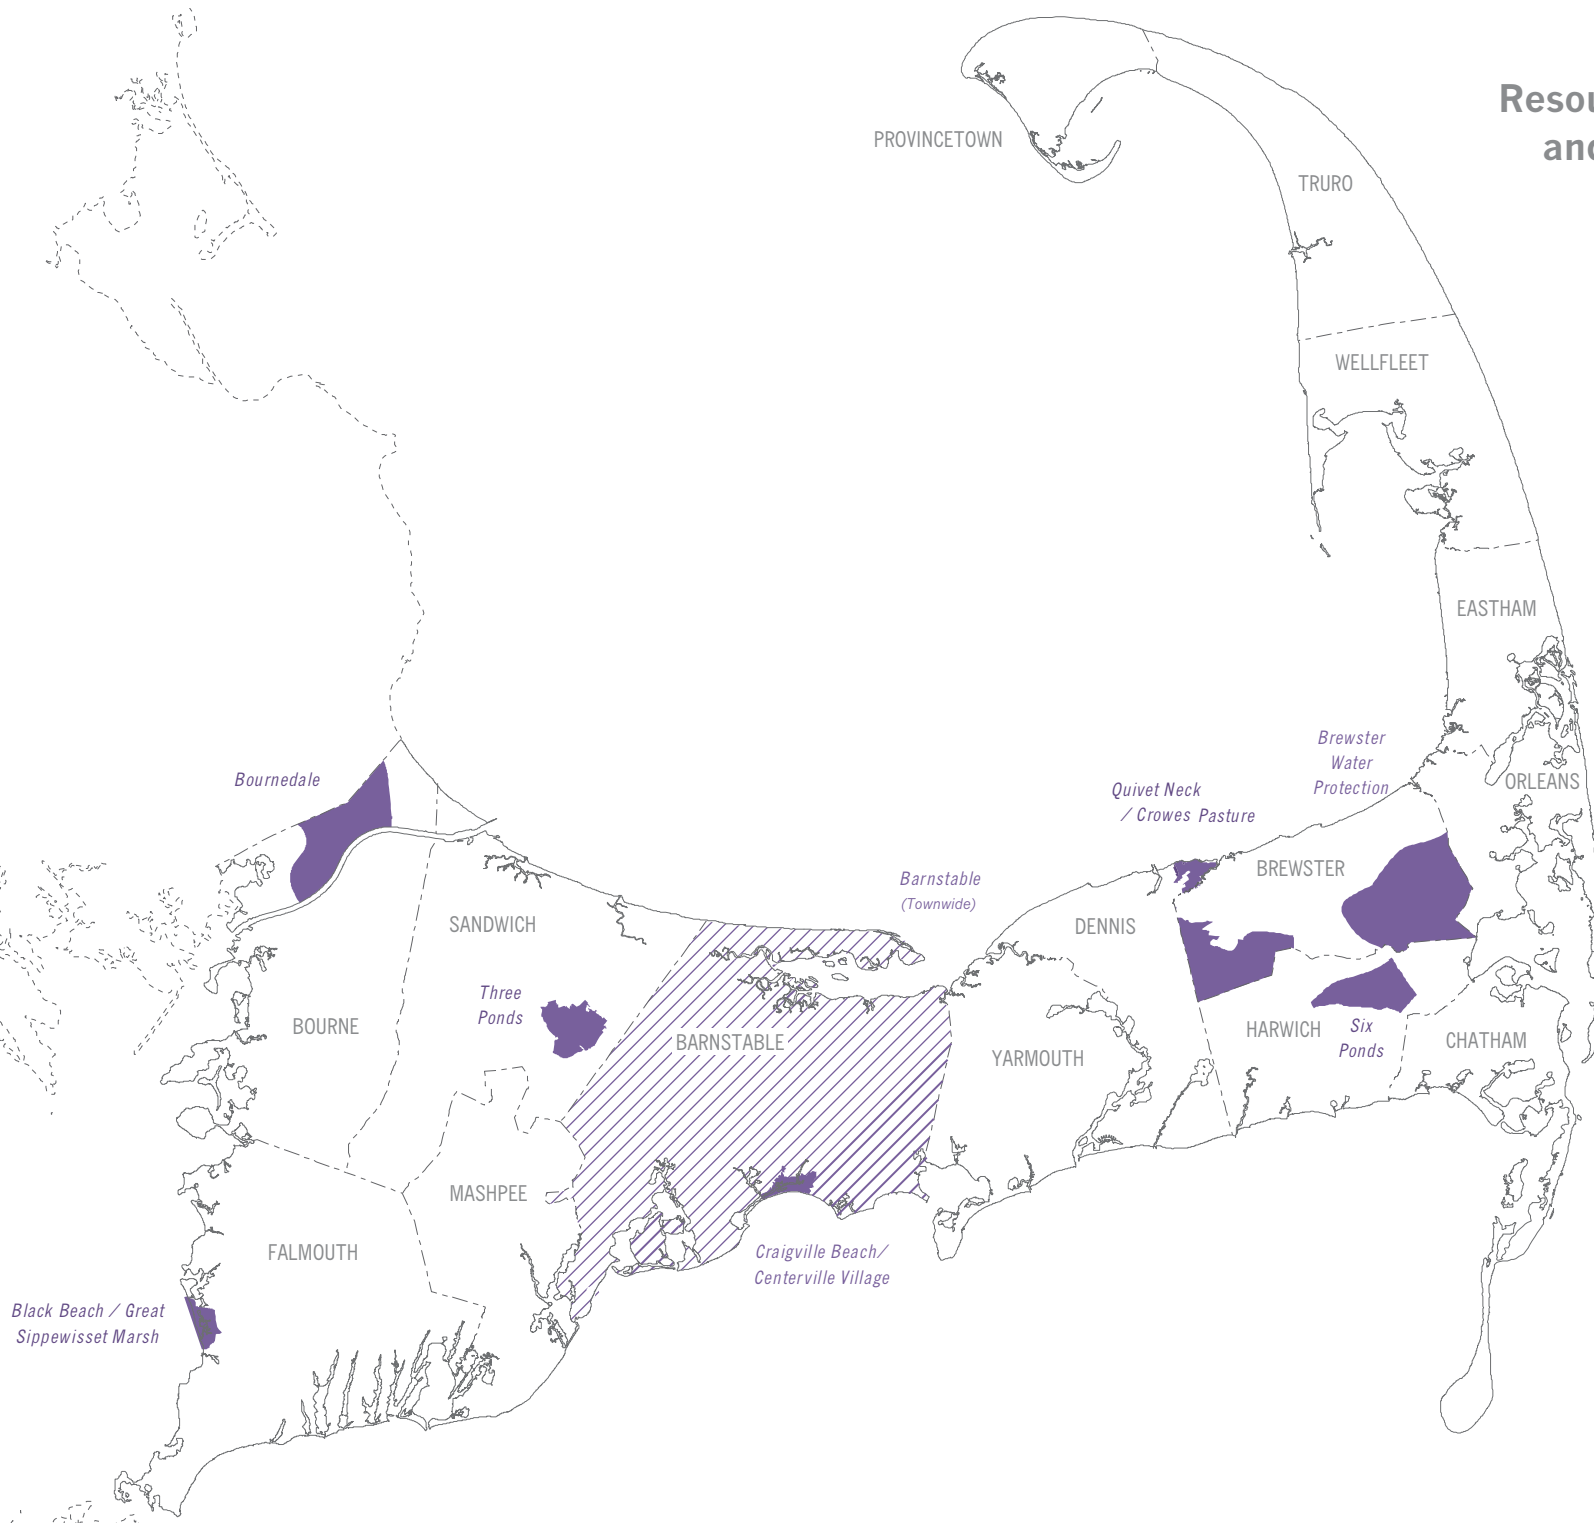 Resou
and
PROVINCETOWN
TRURO
WELLFLEET
EASTHAM
Brewster
Water
Protection
ORLEANS
Bournedale
Quivet Neck
/ Crowes Pasture
BREWSTER
Barnstable
(Townwide)
SANDWICH
DENNIS
Three
Ponds
BOURNE
BARNSTABLE
YARMOUTH
HARWICH
Six
Ponds
CHATHAM
MASHPEE
FALMOUTH
Craigville Beach/
Centerville Village
Black Beach / Great
Sippewisset Marsh